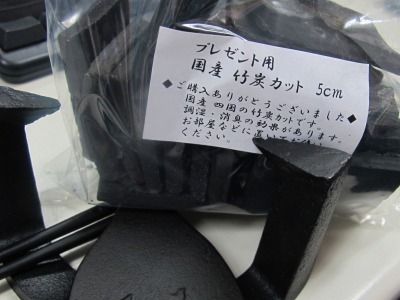 プレゼント用
国産 竹炭カット 5cm
◆ご購入ありがとうございました◆
国産 四国の竹炭カットです。
調湿・消臭の効果があります。
お部屋などに置いて
ください。